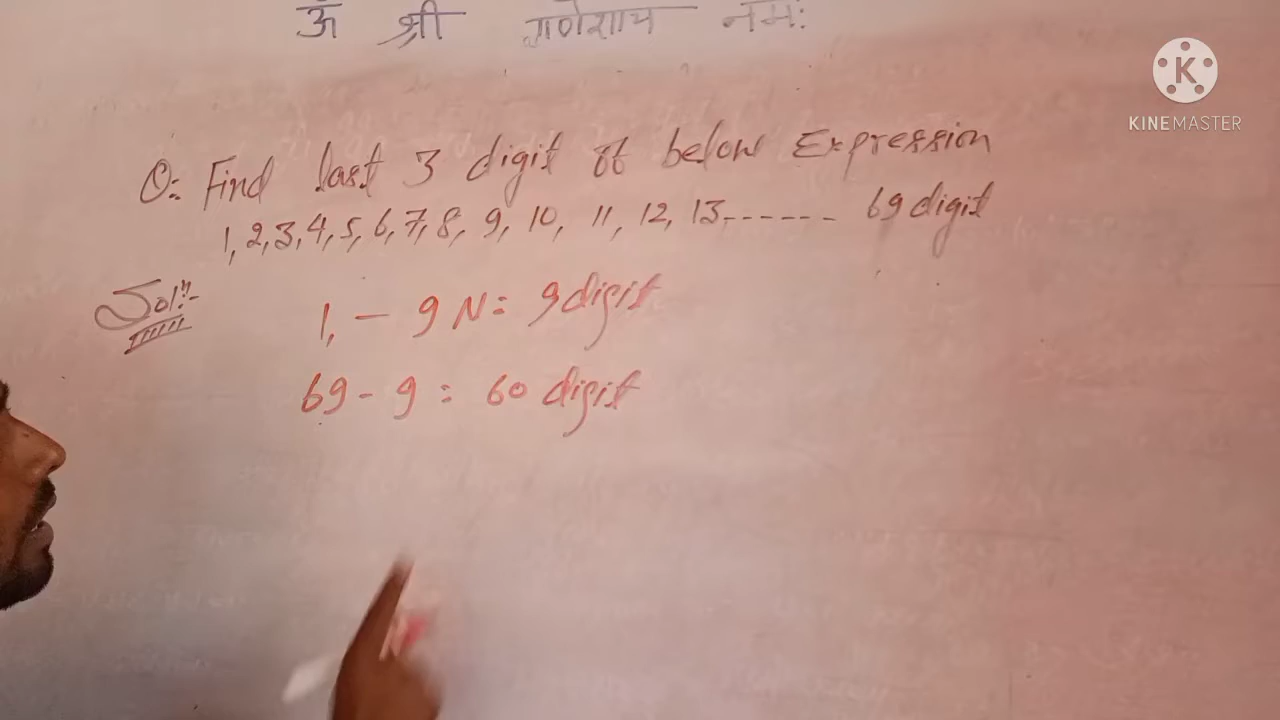 ॐ श्री गणेशाय नमः
KINEMASTER
Q: Find last 3 digit of below Expression
1, 2, 3, 4, 5, 6, 7, 8, 9, 10, 11, 12, 13, ------ 69 digit
Sol:-
1, - 9 N = 9 digit
69 - 9 = 60 digit